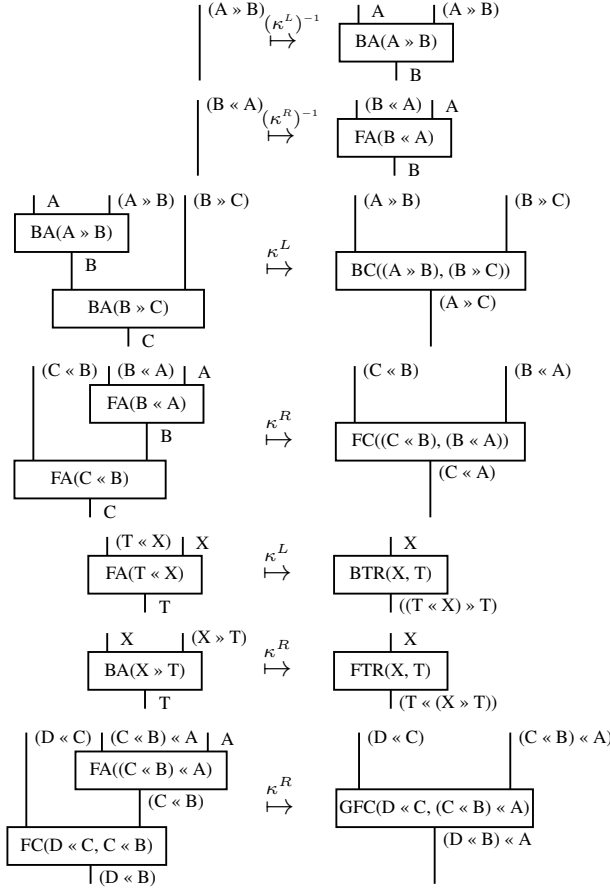 (A » B) (κ^L)^{-1} ↦ A (A » B)
BA(A » B)
B
(B « A) (κ^R)^{-1} ↦ (B « A) A
FA(B « A)
B
A (A » B) (B » C) (A » B) (B » C)
BA(A » B)
B κ^L ↦ BC((A » B), (B » C))
BA(B » C) (A » C)
C
(C « B) (B « A) A (C « B) (B « A)
FA(B « A)
B κ^R ↦ FC((C « B), (B « A))
FA(C « B) (C « A)
C
(T « X) X κ^L X
FA(T « X) ↦ BTR(X, T)
T ((T « X) » T)
X (X » T) κ^R X
BA(X » T) ↦ FTR(X, T)
T (T « (X » T))
(D « C) (C « B) « A A (D « C) (C « B) « A)
FA((C « B) « A)
(C « B) κ^R ↦ GFC(D « C, (C « B) « A)
FC(D « C, C « B) (D « B) « A
(D « B)